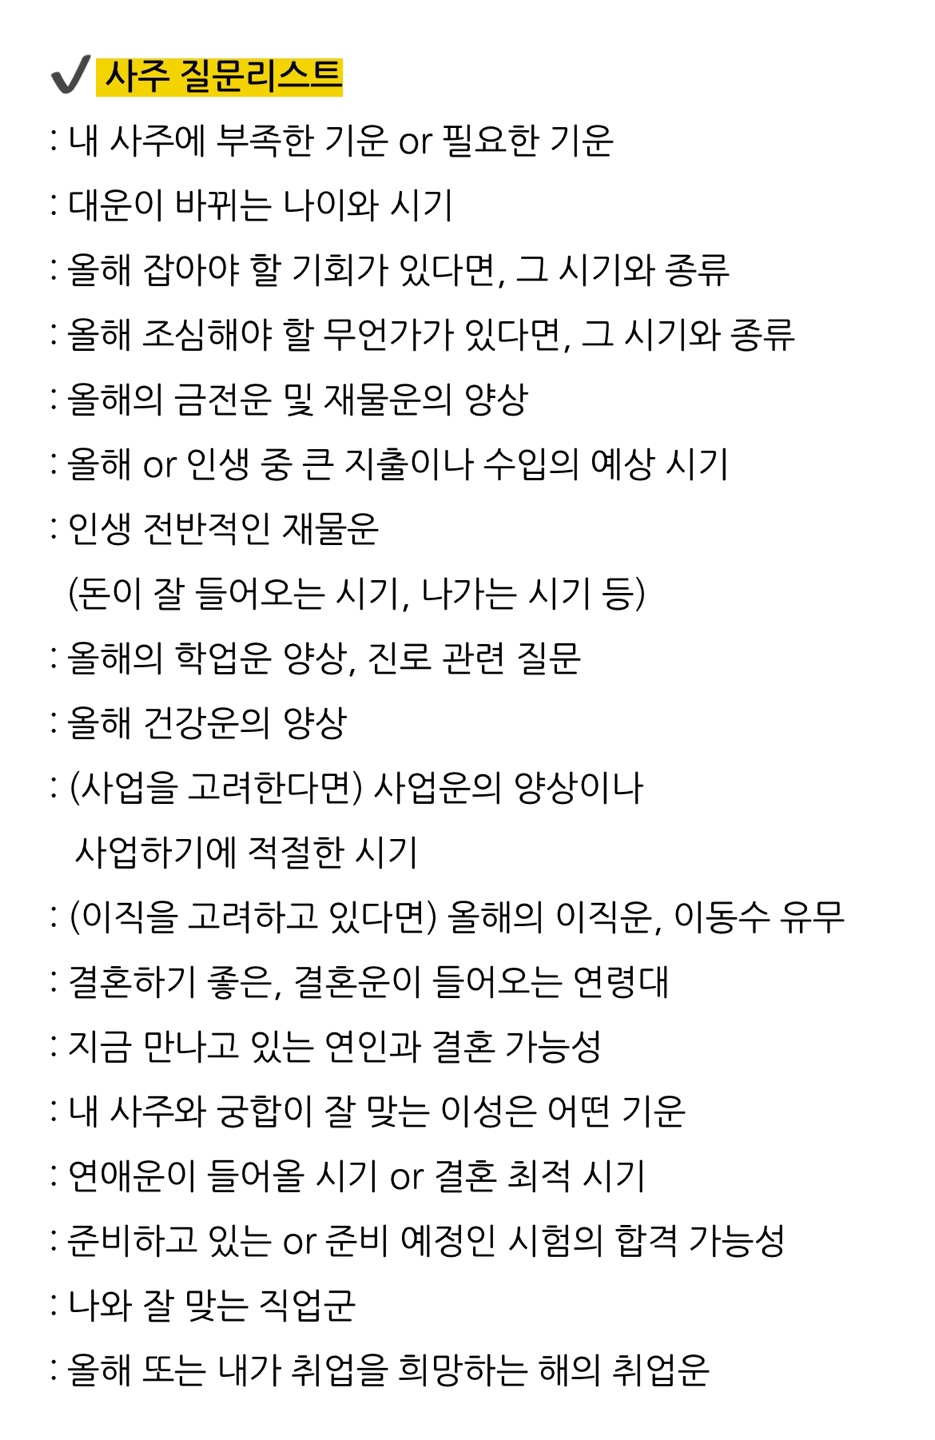 ✔ 사주 질문리스트
: 내 사주에 부족한 기운 or 필요한 기운
: 대운이 바뀌는 나이와 시기
: 올해 잡아야 할 기회가 있다면, 그 시기와 종류
: 올해 조심해야 할 무언가가 있다면, 그 시기와 종류
: 올해의 금전운 및 재물운의 양상
: 올해 or 인생 중 큰 지출이나 수입의 예상 시기
: 인생 전반적인 재물운
(돈이 잘 들어오는 시기, 나가는 시기 등)
: 올해의 학업운 양상, 진로 관련 질문
: 올해 건강운의 양상
: (사업을 고려한다면) 사업운의 양상이나
사업하기에 적절한 시기
: (이직을 고려하고 있다면) 올해의 이직운, 이동수 유무
: 결혼하기 좋은, 결혼운이 들어오는 연령대
: 지금 만나고 있는 연인과 결혼 가능성
: 내 사주와 궁합이 잘 맞는 이성은 어떤 기운
: 연애운이 들어올 시기 or 결혼 최적 시기
: 준비하고 있는 or 준비 예정인 시험의 합격 가능성
: 나와 잘 맞는 직업군
: 올해 또는 내가 취업을 희망하는 해의 취업운